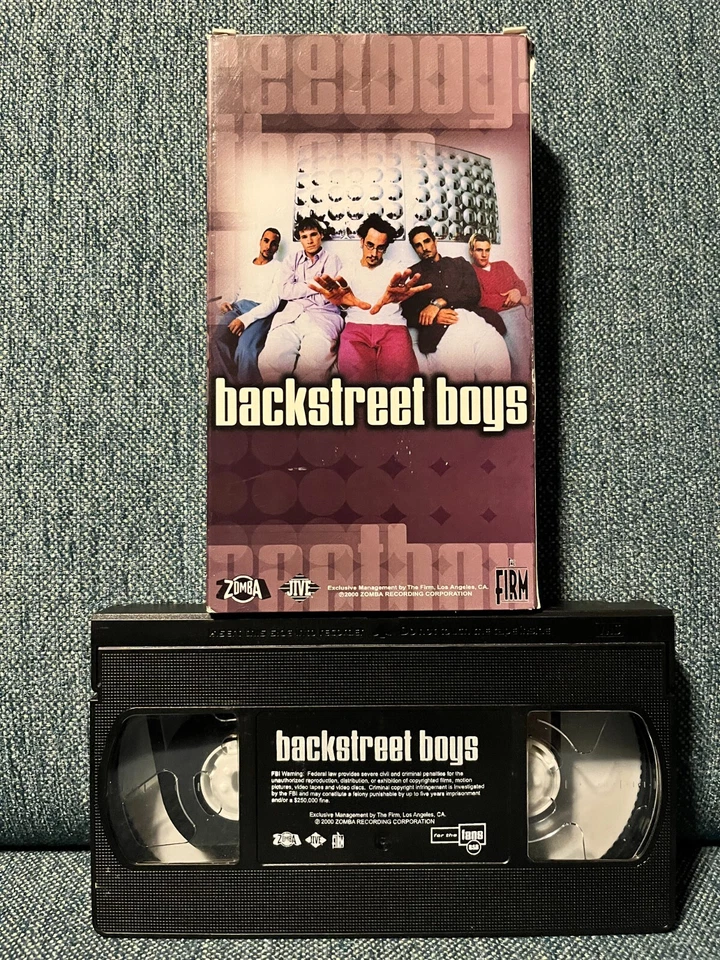 eetboy
backstreet boys
eetboy
ZOMBA
JIVE
Exclusive Management by The Firm, Los Angeles, CA.
℗2000 ZOMBA RECORDING CORPORATION
THE
FIRM
backstreet boys
FBI Warning: Federal law provides severe civil and criminal penalties for the
unauthorized reproduction, distribution, or exhibition of copyrighted films, motion
pictures, video tapes and video discs. Criminal copyright infringement is investigated
by the FBI and may constitute a felony punishable by up to five years imprisonment
and/or a $250,000 fine.
Exclusive Management by The Firm, Los Angeles, CA.
℗ 2000 ZOMBA RECORDING CORPORATION
ZOMBA
JIVE
FIRM
for the fans
BSB